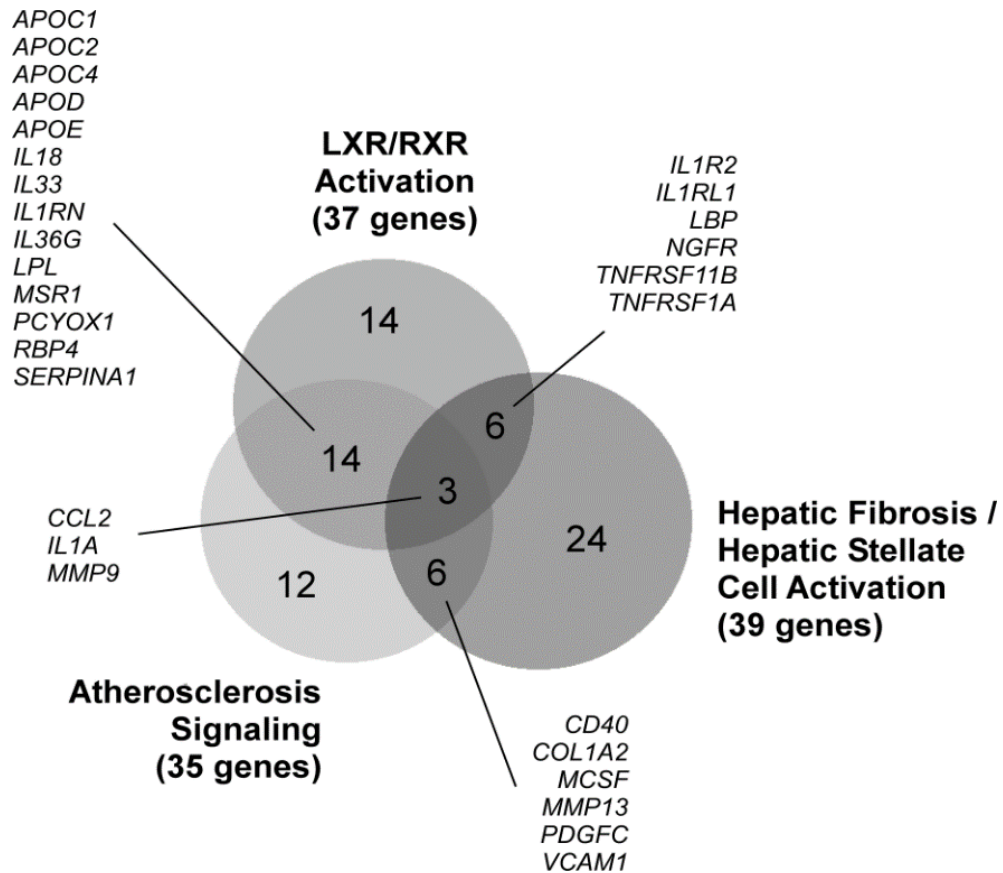 APOC1
APOC2
APOC4
APOD
APOE
IL18
IL33
IL1RN
IL36G
LPL
MSR1
PCYOX1
RBP4
SERPINA1
LXR/RXR
Activation
(37 genes)
IL1R2
IL1RL1
LBP
NGFR
TNFRSF11B
TNFRSF1A
14
6
14
3
CCL2
IL1A
MMP9
24
6
12
Hepatic Fibrosis /
Hepatic Stellate
Cell Activation
(39 genes)
Atherosclerosis
Signaling
(35 genes)
CD40
COL1A2
MCSF
MMP13
PDGFC
VCAM1